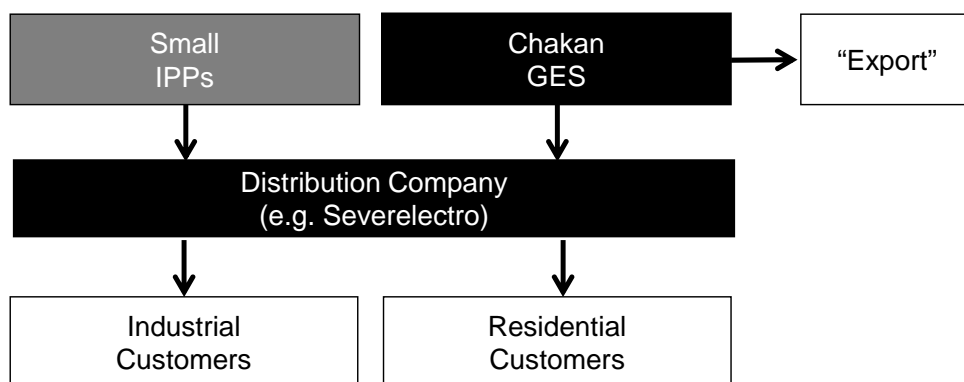 Small
IPPs
Chakan
GES
“Export”
Distribution Company
(e.g. Severelectro)
Industrial
Customers
Residential
Customers